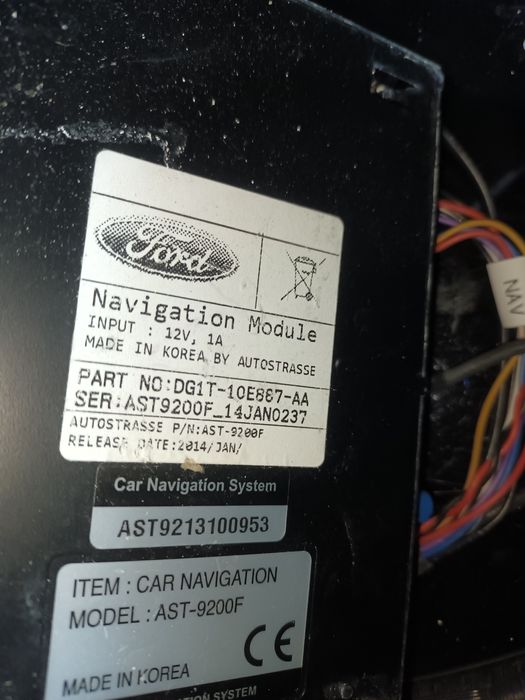 Ford
Navigation Module
INPUT : 12V, 1A
MADE IN KOREA BY AUTOSTRASSE
PART NO:DG1T-10E887-AA
SER:AST9200F_14JAN0237
AUTOSTRASSE P/N:AST-9200F
RELEASE DATE:2014/JAN/
Car Navigation System
AST9213100953
ITEM : CAR NAVIGATION
MODEL : AST-9200F
CE
MADE IN KOREA
NAVIGATION SYSTEM
NAV